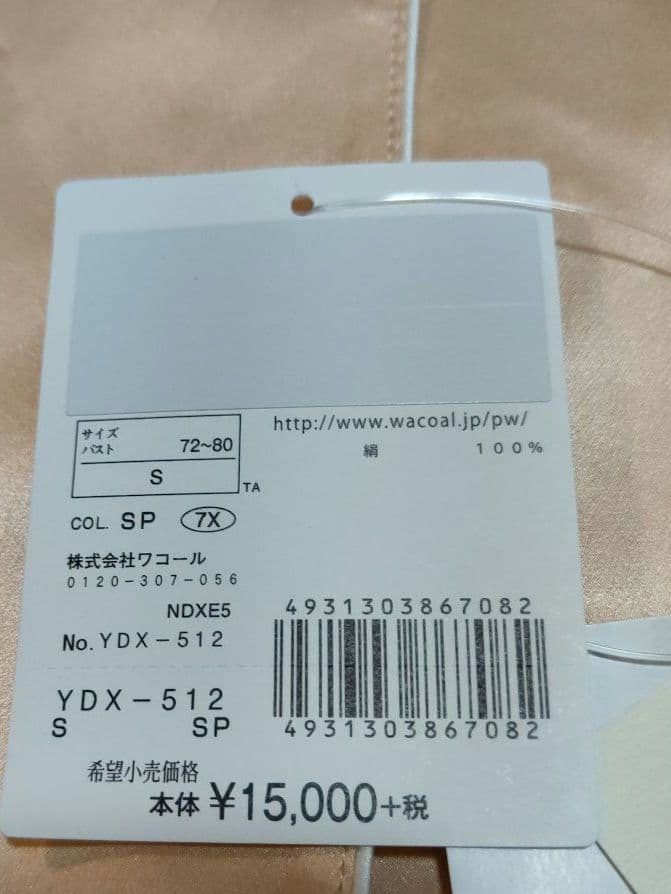 http://www.wacoal.jp/pw/
絹 100%
サイズ
バスト 72~80
S
TA
COL. SP 7X
株式会社ワコール
0120-307-056
NDXE5
No. YDX-512
4931303867082
4931303867082
YDX-512
S SP
希望小売価格
本体 ¥15,000+税